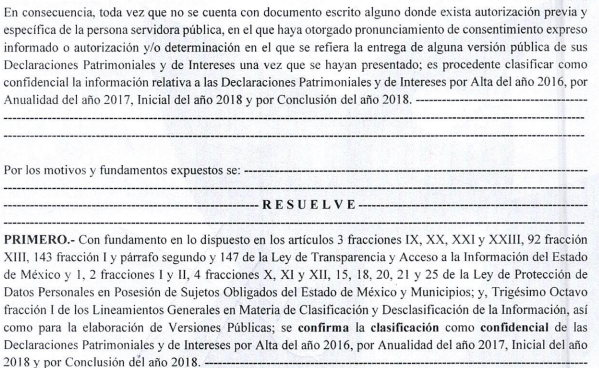 En consecuencia, toda vez que no se cuenta con documento escrito alguno donde exista autorización previa y
específica de la persona servidora pública, en el que haya otorgado pronunciamiento de consentimiento expreso
informado o autorización y/o determinación en el que se refiera la entrega de alguna versión pública de sus
Declaraciones Patrimoniales y de Intereses una vez que se hayan presentado; es procedente clasificar como
confidencial la información relativa a las Declaraciones Patrimoniales y de Intereses por Alta del año 2016, por
Anualidad del año 2017, Inicial del año 2018 y por Conclusión del año 2018. ------------------------------
Por los motivos y fundamentos expuestos se: ------------------------------
------------------------------ R E S U E L V E ------------------------------
PRIMERO.- Con fundamento en lo dispuesto en los artículos 3 fracciones IX, XX, XXI y XXIII, 92 fracción
XIII, 143 fracción I y párrafo segundo y 147 de la Ley de Transparencia y Acceso a la Información del Estado
de México y 1, 2 fracciones I y II, 4 fracciones X, XI y XII, 15, 18, 20, 21 y 25 de la Ley de Protección de
Datos Personales en Posesión de Sujetos Obligados del Estado de México y Municipios; y, Trigésimo Octavo
fracción I de los Lineamientos Generales en Materia de Clasificación y Desclasificación de la Información, así
como para la elaboración de Versiones Públicas; se confirma la clasificación como confidencial de las
Declaraciones Patrimoniales y de Intereses por Alta del año 2016, por Anualidad del año 2017, Inicial del año
2018 y por Conclusión del año 2018. ------------------------------